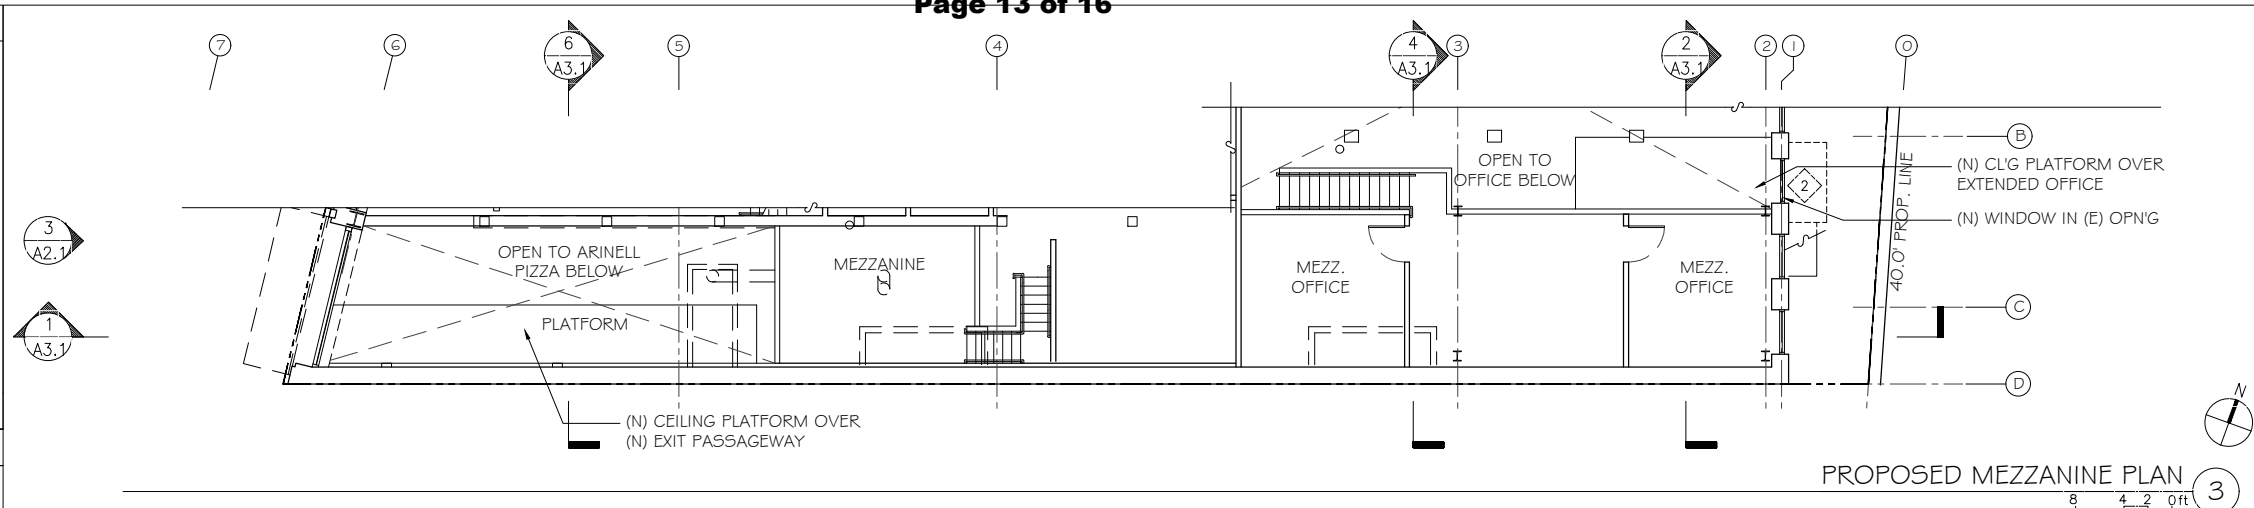 Page 13 of 16
7
6
6
A3.1
5
4
4
A3.1
3
2
A3.1
2
1
0
B
(N) CL'G PLATFORM OVER
EXTENDED OFFICE
2
(N) WINDOW IN (E) OPN'G
40.0' PROP. LINE
OPEN TO
OFFICE BELOW
3
A2.1
OPEN TO ARINELL
PIZZA BELOW
MEZZANINE
MEZZ.
OFFICE
MEZZ.
OFFICE
PLATFORM
1
A3.1
C
D
(N) CEILING PLATFORM OVER
(N) EXIT PASSAGEWAY
N
PROPOSED MEZZANINE PLAN
3
8 4 2 0ft